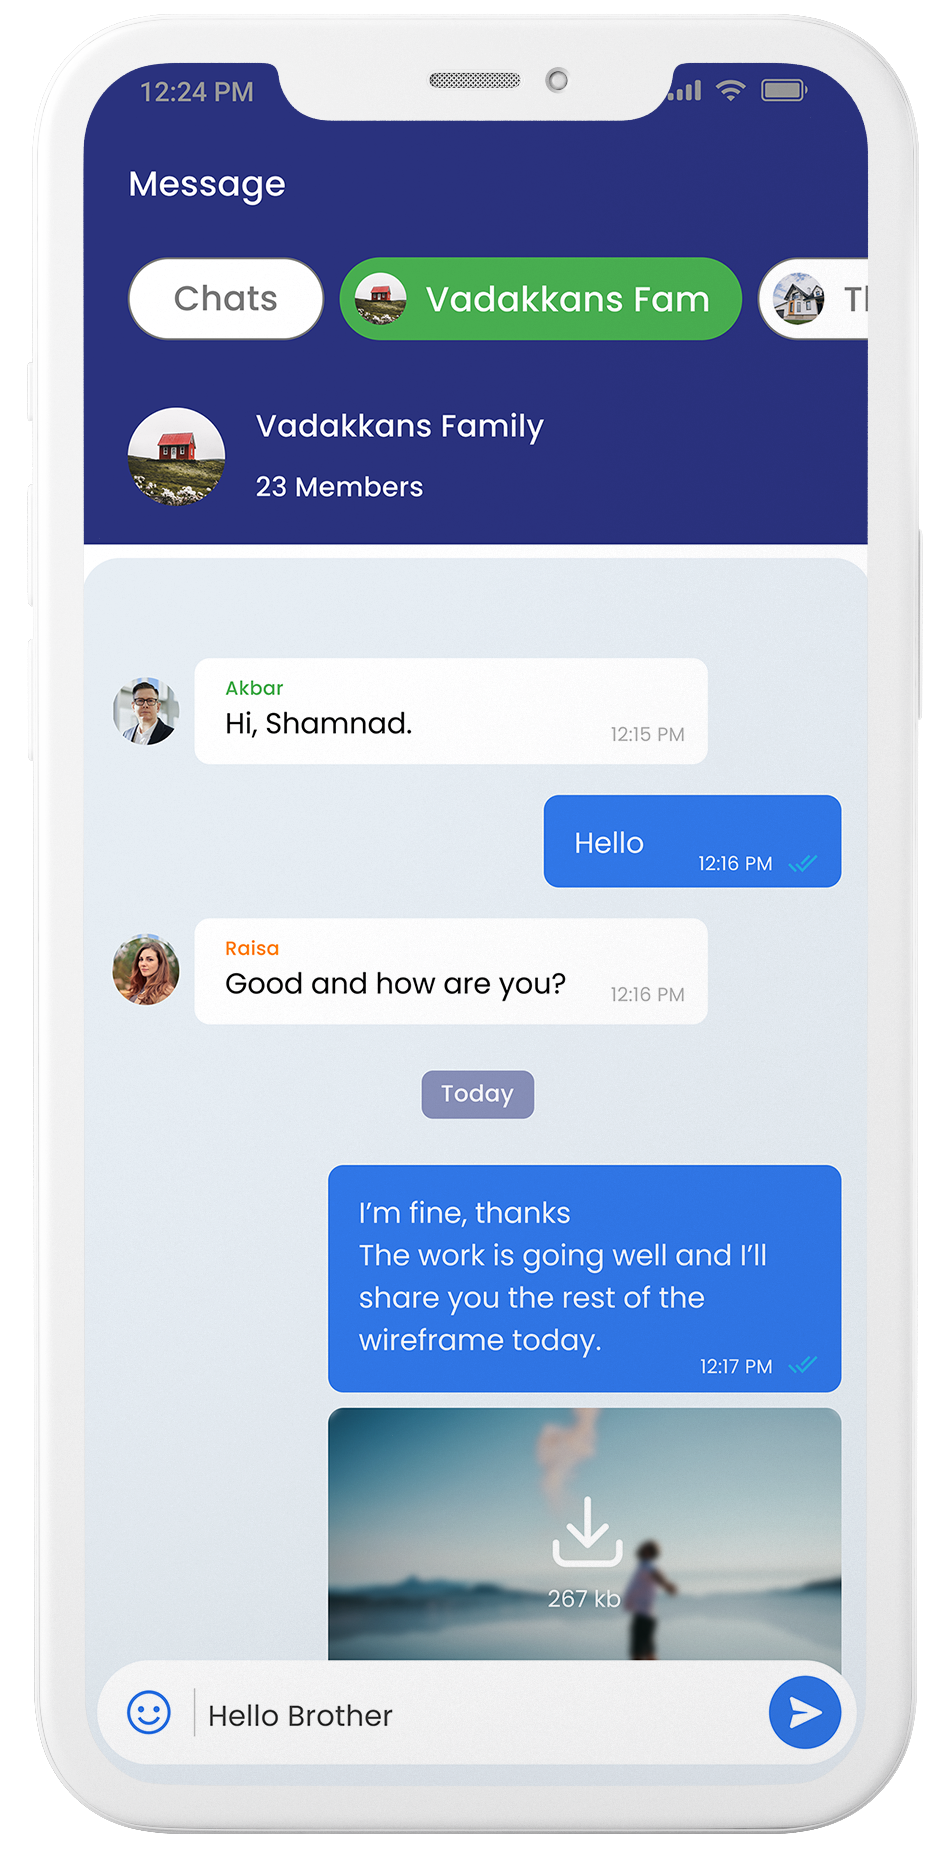 12:24 PM
Message
Chats
Vadakkans Fam
Vadakkans Family
23 Members
Akbar
Hi, Shamnad.
12:15 PM
Hello
12:16 PM
Raisa
Good and how are you?
12:16 PM
Today
I'm fine, thanks
The work is going well and I'll
share you the rest of the
wireframe today.
12:17 PM
267 kb
Hello Brother